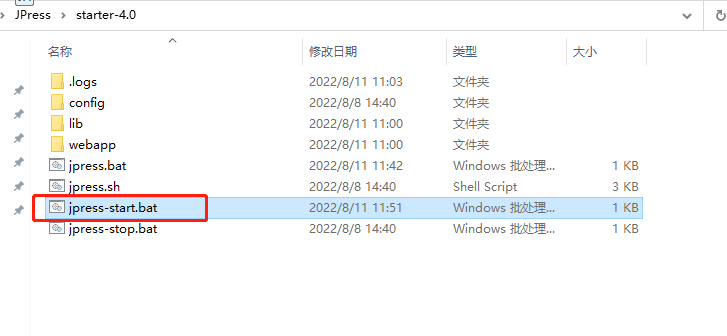 JPress > starter-4.0
名称 修改日期 类型 大小
.logs 2022/8/11 11:03 文件夹
config 2022/8/8 14:40 文件夹
lib 2022/8/11 11:00 文件夹
webapp 2022/8/11 11:00 文件夹
jpress.bat 2022/8/11 11:42 Windows 批处理... 1 KB
jpress.sh 2022/8/8 14:40 Shell Script 3 KB
jpress-start.bat 2022/8/11 11:51 Windows 批处理... 1 KB
jpress-stop.bat 2022/8/8 14:40 Windows 批处理... 1 KB